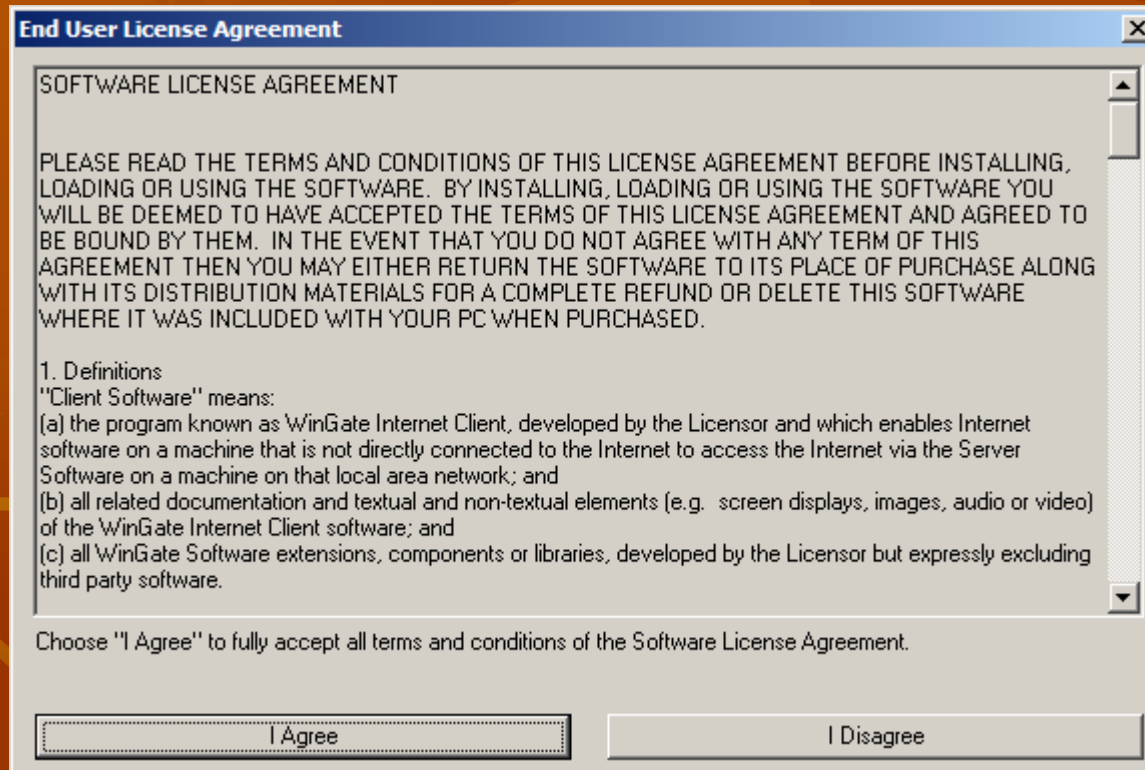 End User License Agreement
SOFTWARE LICENSE AGREEMENT
PLEASE READ THE TERMS AND CONDITIONS OF THIS LICENSE AGREEMENT BEFORE INSTALLING,
LOADING OR USING THE SOFTWARE.  BY INSTALLING, LOADING OR USING THE SOFTWARE YOU
WILL BE DEEMED TO HAVE ACCEPTED THE TERMS OF THIS LICENSE AGREEMENT AND AGREED TO
BE BOUND BY THEM.  IN THE EVENT THAT YOU DO NOT AGREE WITH ANY TERM OF THIS
AGREEMENT THEN YOU MAY EITHER RETURN THE SOFTWARE TO ITS PLACE OF PURCHASE ALONG
WITH ITS DISTRIBUTION MATERIALS FOR A COMPLETE REFUND OR DELETE THIS SOFTWARE
WHERE IT WAS INCLUDED WITH YOUR PC WHEN PURCHASED.
1. Definitions
"Client Software" means:
(a) the program known as WinGate Internet Client, developed by the Licensor and which enables Internet
software on a machine that is not directly connected to the Internet to access the Internet via the Server
Software on a machine on that local area network; and
(b) all related documentation and textual and non-textual elements (e.g.  screen displays, images, audio or video)
of the WinGate Internet Client software; and
(c) all WinGate Software extensions, components or libraries, developed by the Licensor but expressly excluding
third party software.
Choose "I Agree" to fully accept all terms and conditions of the Software License Agreement.
I Agree
I Disagree